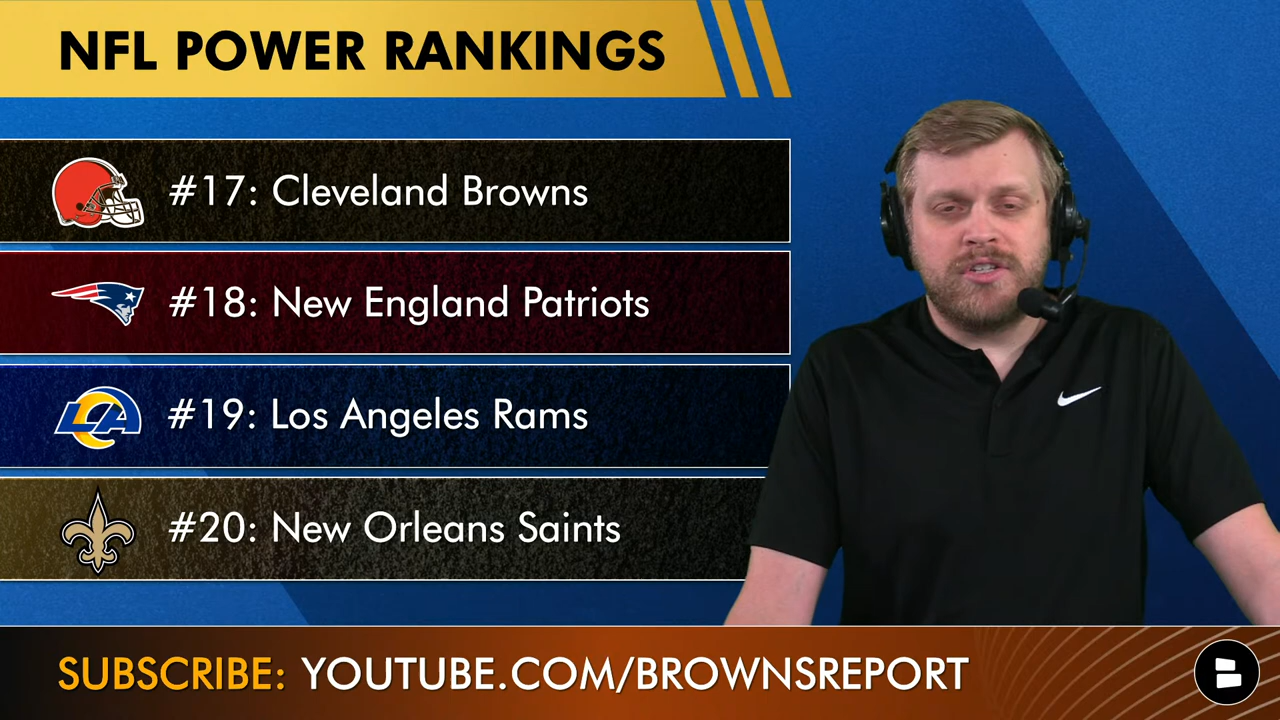 NFL POWER RANKINGS
#17: Cleveland Browns
#18: New England Patriots
#19: Los Angeles Rams
LA
#20: New Orleans Saints
SUBSCRIBE: YOUTUBE.COM/BROWNSREPORT